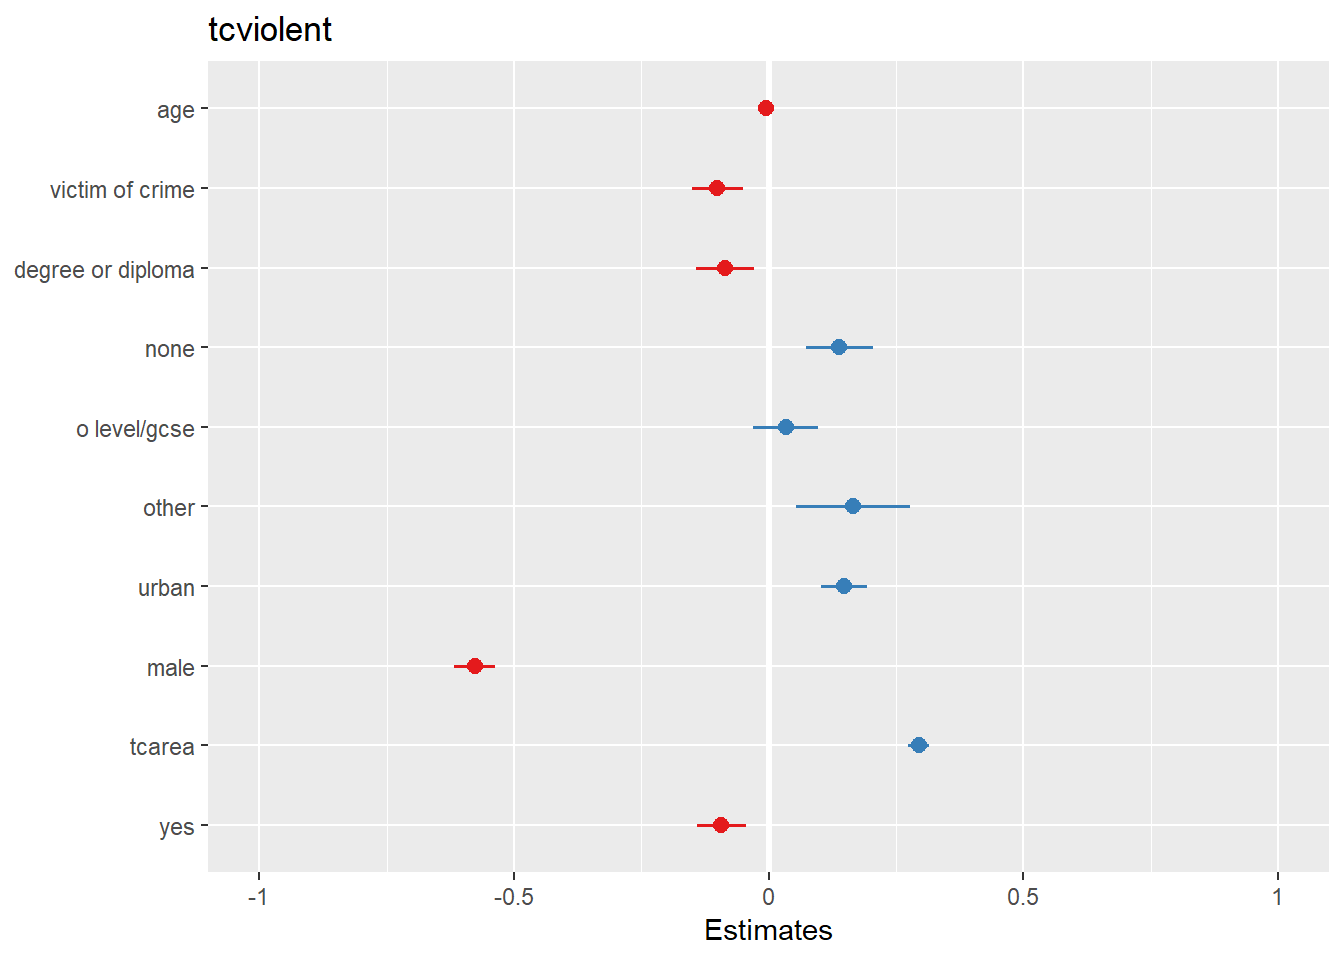 tcviolent
age
victim of crime
degree or diploma
none
o level/gcse
other
urban
male
tcarea
yes
-1 -0.5 0 0.5 1
Estimates